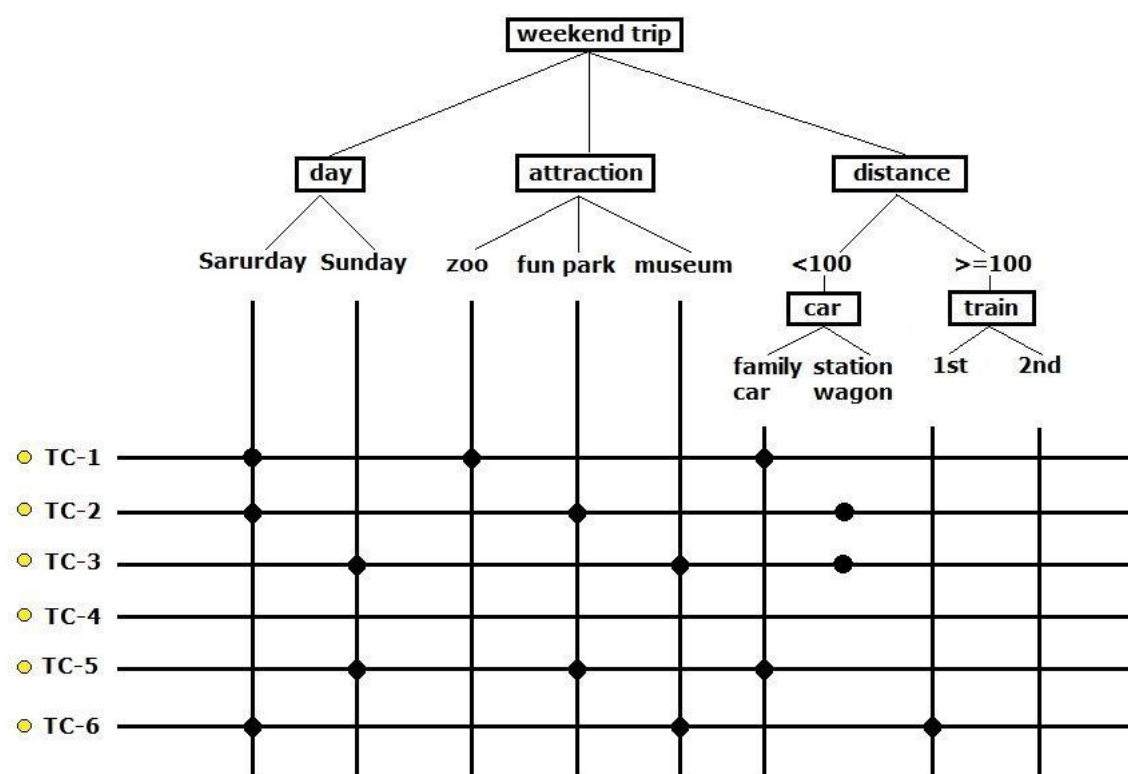 weekend trip
day attraction distance
Sarurday Sunday zoo fun park museum <100 >=100
car train
family station 1st 2nd
car wagon
TC-1
TC-2
TC-3
TC-4
TC-5
TC-6